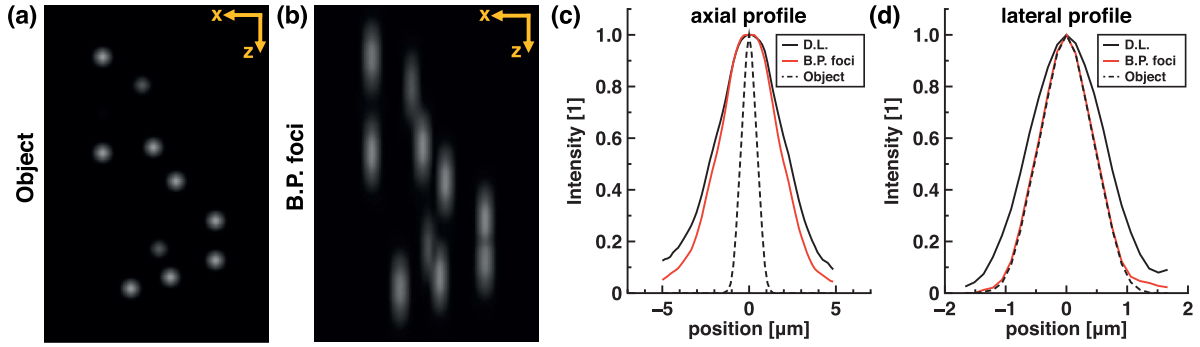 (a)
x
z
Object
(b)
x
z
B.P. foci
(c)
axial profile
D.L.
B.P. foci
Object
1.0
0.8
0.6
0.4
0.2
0
Intensity [1]
−5
0
5
position [µm]
(d)
lateral profile
D.L.
B.P. foci
Object
1.0
0.8
0.6
0.4
0.2
0
Intensity [1]
−2
−1
0
1
2
position [µm]